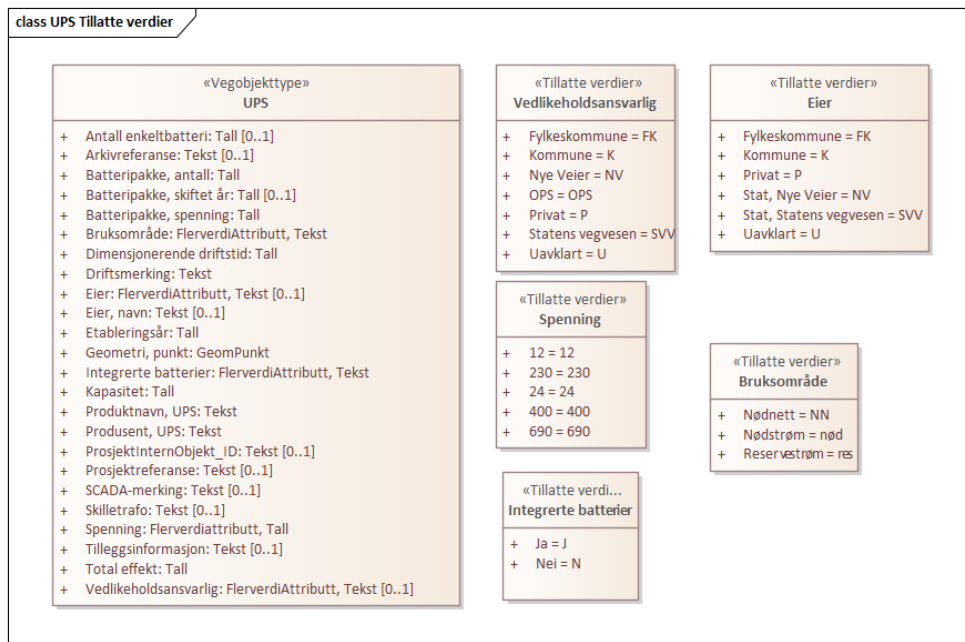 class UPS Tillatte verdier
«Vegobjekttype»
UPS
+ Antall enkeltbatteri: Tall [0..1]
+ Arkivreferanse: Tekst [0..1]
+ Batteripakke, antall: Tall
+ Batteripakke, skiftet år: Tall [0..1]
+ Batteripakke, spenning: Tall
+ Bruksområde: FlerverdiAttributt, Tekst
+ Dimensjonerende driftstid: Tall
+ Driftsmerking: Tekst
+ Eier: FlerverdiAttributt, Tekst [0..1]
+ Eier, navn: Tekst [0..1]
+ Etableringsår: Tall
+ Geometri, punkt: GeomPunkt
+ Integrerte batterier: FlerverdiAttributt, Tekst
+ Kapasitet: Tall
+ Produktnavn, UPS: Tekst
+ Produsent, UPS: Tekst
+ ProsjektInternObjekt_ID: Tekst [0..1]
+ Prosjektreferanse: Tekst [0..1]
+ SCADA-merking: Tekst [0..1]
+ Skilletrafo: Tekst [0..1]
+ Spenning: Flerverdiattributt, Tall
+ Tilleggsinformasjon: Tekst [0..1]
+ Total effekt: Tall
+ Vedlikeholdsansvarlig: FlerverdiAttributt, Tekst [0..1]
«Tillatte verdier»
Vedlikeholdsansvarlig
+ Fylkeskommune = FK
+ Kommune = K
+ Nye Veier = NV
+ OPS = OPS
+ Privat = P
+ Statens vegvesen = SVV
+ Uavklart = U
«Tillatte verdier»
Eier
+ Fylkeskommune = FK
+ Kommune = K
+ Privat = P
+ Stat, Nye Veier = NV
+ Stat, Statens vegvesen = SVV
+ Uavklart = U
«Tillatte verdier»
Spenning
+ 12 = 12
+ 230 = 230
+ 24 = 24
+ 400 = 400
+ 690 = 690
«Tillatte verdier»
Bruksområde
+ Nødnett = NN
+ Nødstrøm = nød
+ Reservestrøm = res
«Tillatte verdi...
Integrerte batterier
+ Ja = J
+ Nei = N